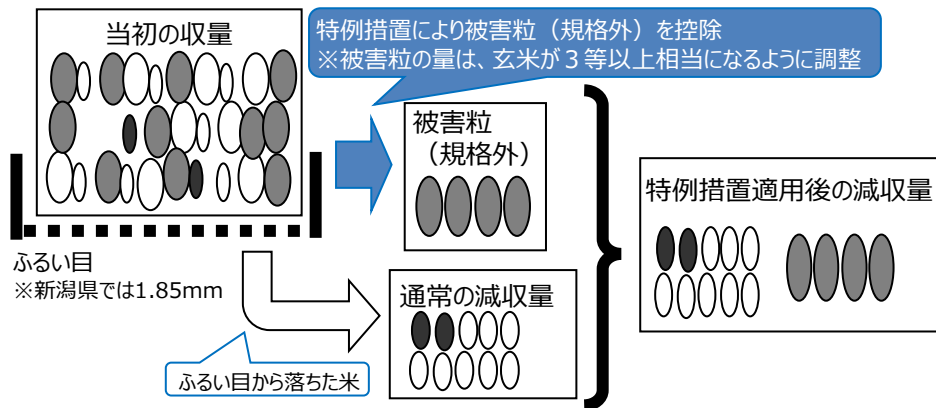 当初の収量
特例措置により被害粒（規格外）を控除
※被害粒の量は、玄米が３等以上相当になるように調整
被害粒
（規格外）
特例措置適用後の減収量
ふるい目
※新潟県では1.85mm
通常の減収量
ふるい目から落ちた米